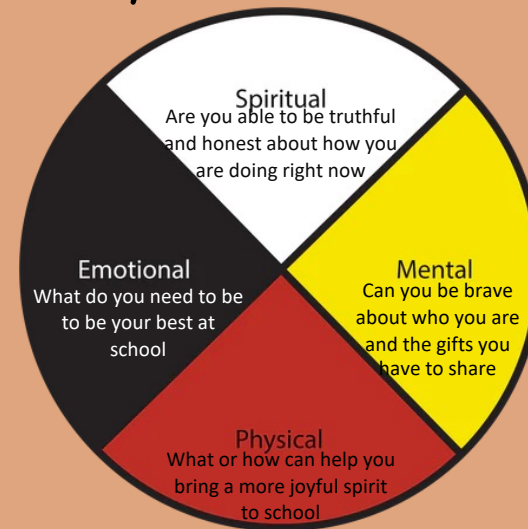 Spiritual
Are you able to be truthful
and honest about how you
are doing right now
Emotional
What do you need to be
to be your best at
school
Mental
Can you be brave
about who you are
and the gifts you
have to share
Physical
What or how can help you
bring a more joyful spirit
to school